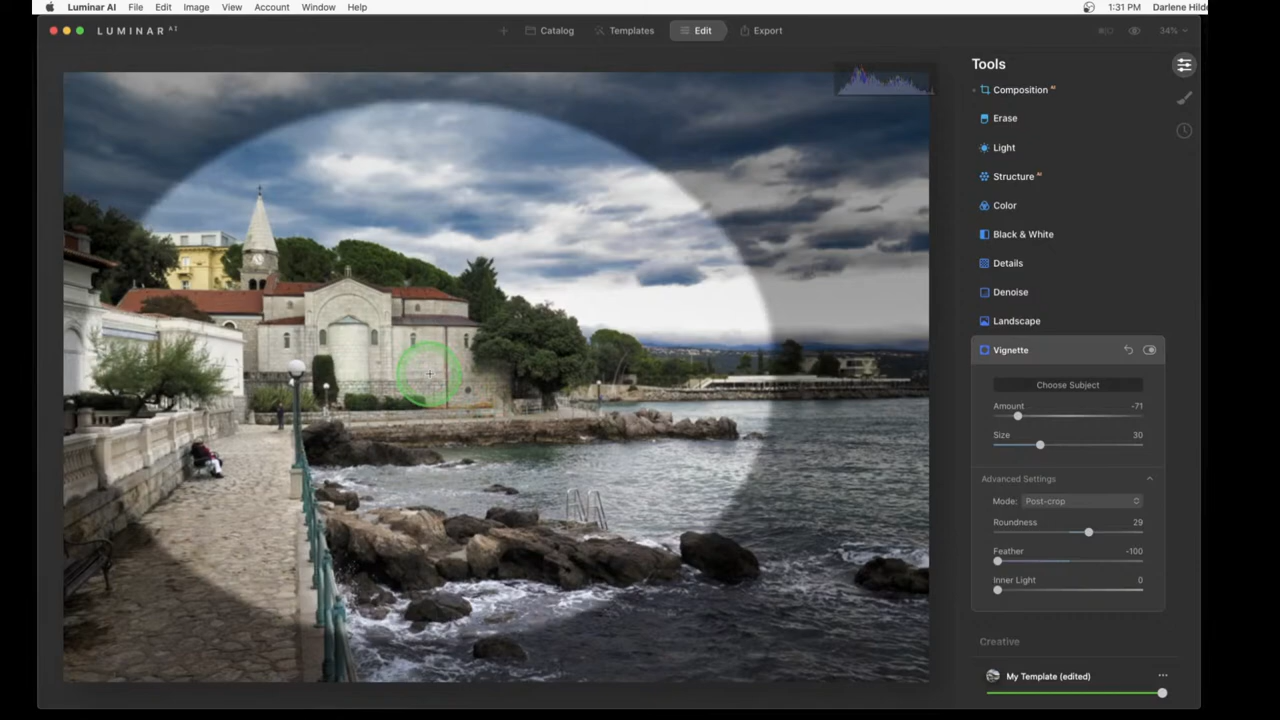 Luminar AI File Edit Image View Account Window Help 1:31 PM Darlene Hild
LUMINAR AI
Catalog Templates Edit Export 34%
Tools
Composition AI
Erase
Light
Structure AI
Color
Black & White
Details
Denoise
Landscape
Vignette
Choose Subject
Amount -71
Size 30
Advanced Settings
Mode: Post-crop
Roundness 29
Feather -100
Inner Light 0
Creative
My Template (edited)